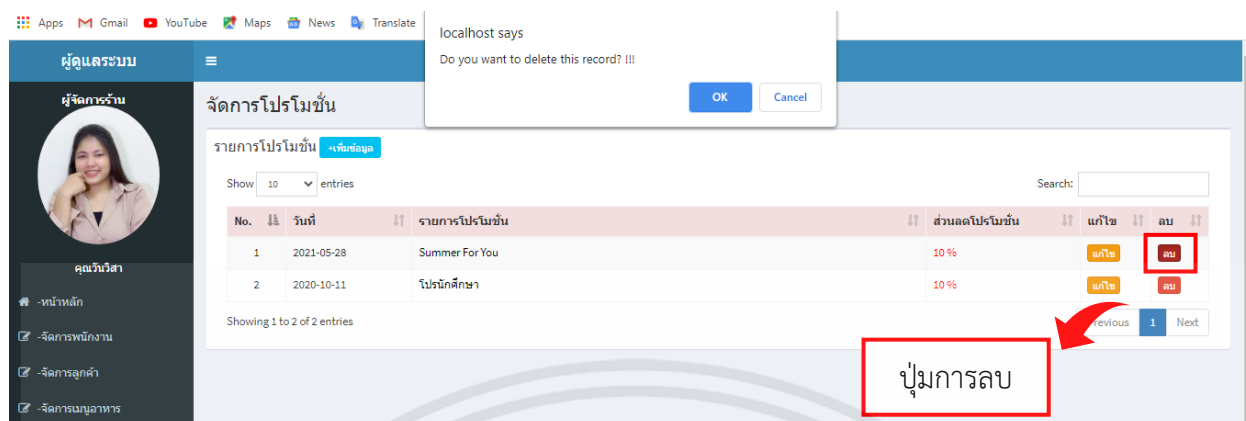 Apps Gmail YouTube Maps News Translate
localhost says
Do you want to delete this record? !!!
OK Cancel
ผู้ดูแลระบบ
ผู้จัดการร้าน
คุณวันวิสา
-หน้าหลัก
-จัดการพนักงาน
-จัดการลูกค้า
-จัดการเมนูอาหาร
จัดการโปรโมชั่น
รายการโปรโมชั่น +เพิ่มข้อมูล
Show 10 entries Search:
No. วันที่ รายการโปรโมชั่น ส่วนลดโปรโมชั่น แก้ไข ลบ
1 2021-05-28 Summer For You 10 % แก้ไข ลบ
2 2020-10-11 โปรนักศึกษา 10 % แก้ไข ลบ
Showing 1 to 2 of 2 entries revious 1 Next
ปุ่มการลบ